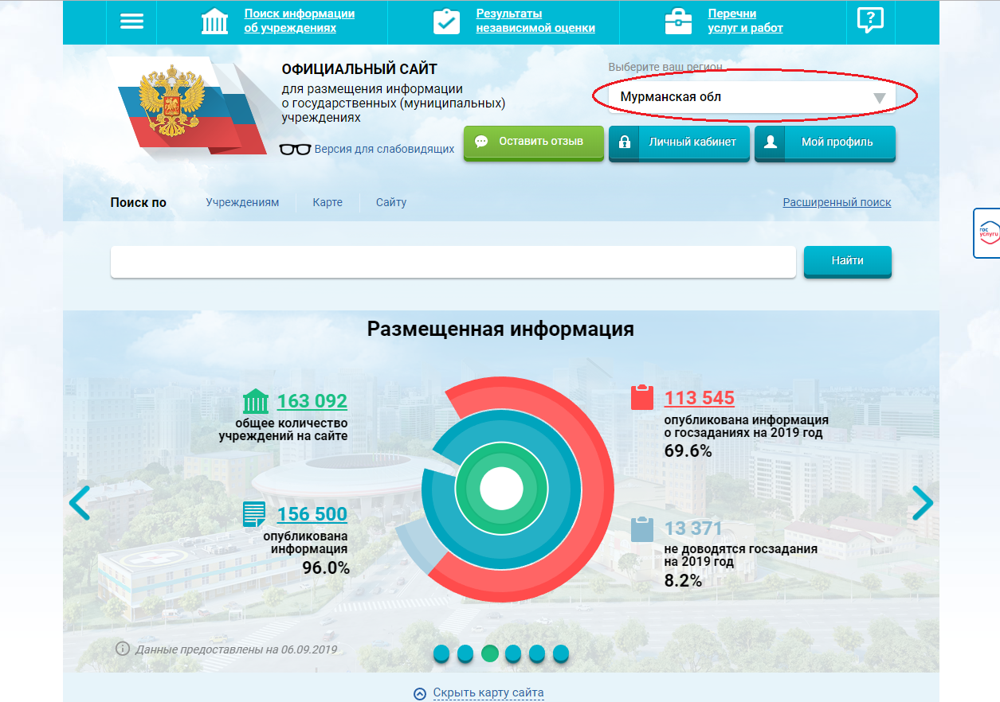 Поиск информации
об учреждениях
Результаты
независимой оценки
Перечни
услуг и работ
?
ОФИЦИАЛЬНЫЙ САЙТ
для размещения информации
о государственных (муниципальных)
учреждениях
Версия для слабовидящих
Выберите ваш регион
Мурманская обл
Оставить отзыв
Личный кабинет
Мой профиль
Поиск по
Учреждениям
Карте
Сайту
Расширенный поиск
гос
услуги
Найти
Размещенная информация
163 092
общее количество
учреждений на сайте
156 500
опубликована
информация
96.0%
113 545
опубликована информация
о госзаданиях на 2019 год
69.6%
13 371
не доводятся госзадания
на 2019 год
8.2%
Данные предоставлены на 06.09.2019
Скрыть карту сайта